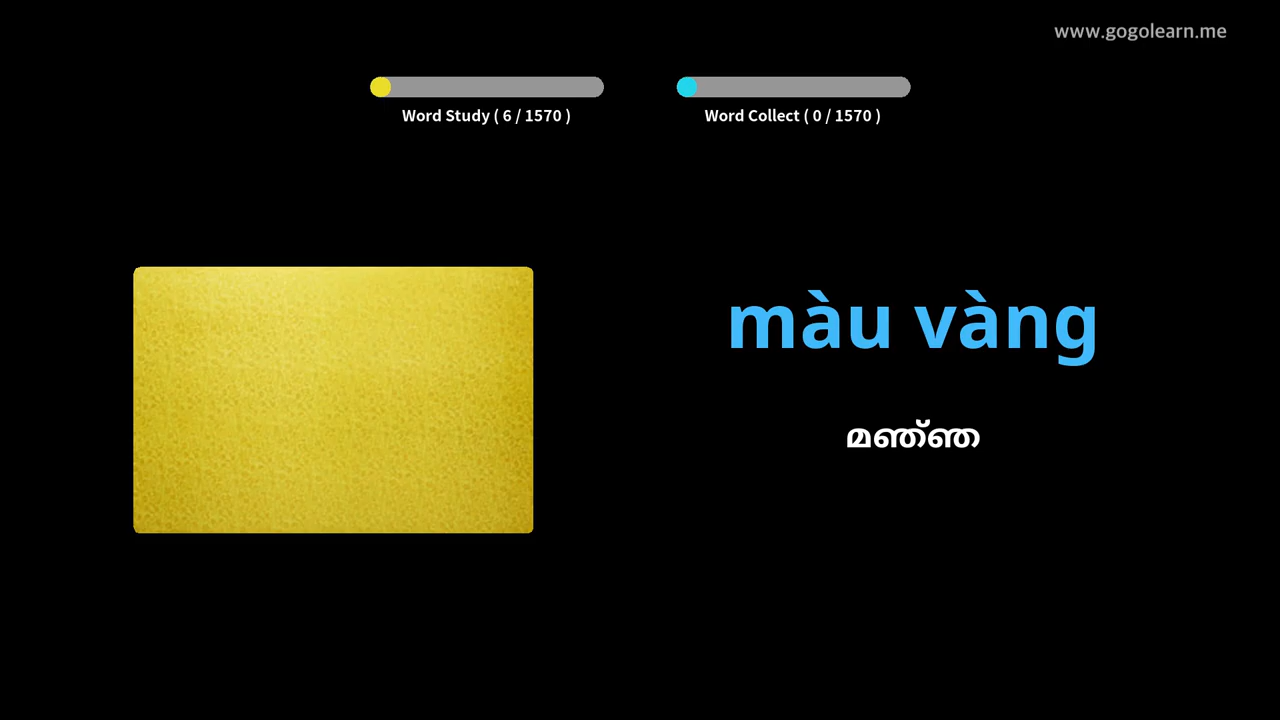 www.gogolearn.me
Word Study ( 6 / 1570 )
Word Collect ( 0 / 1570 )
màu vàng
മഞ്ഞ